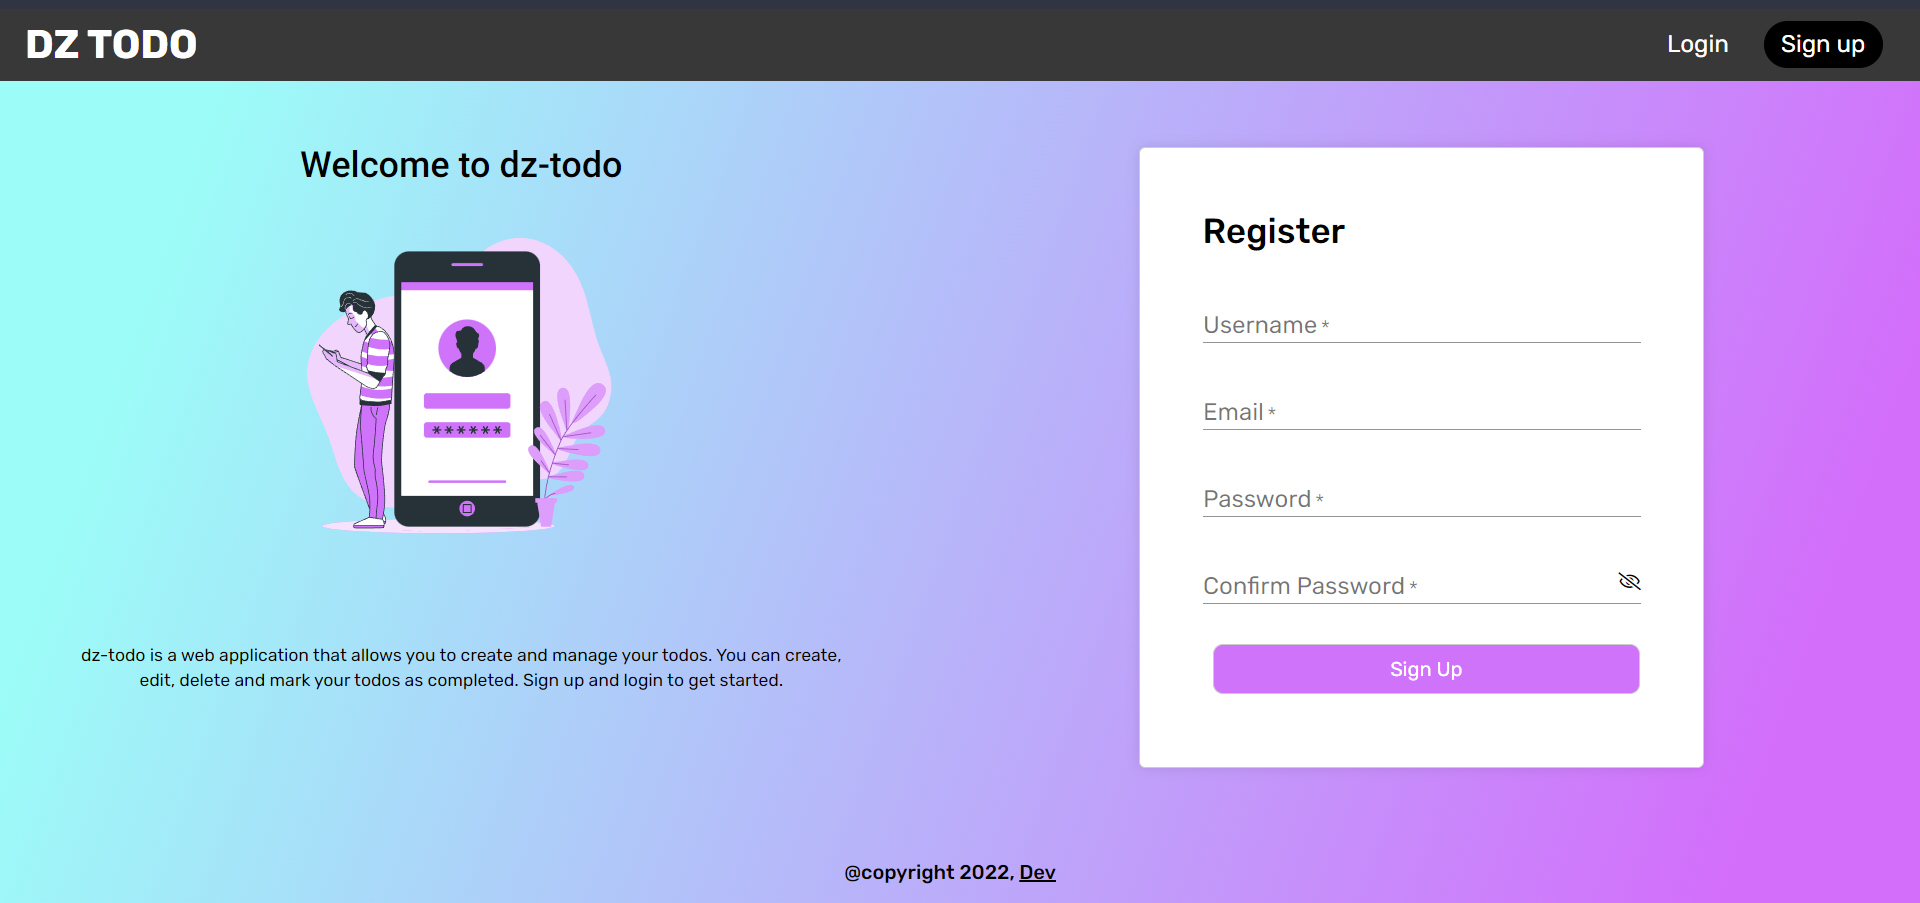 DZ TODO
Login
Sign up
Welcome to dz-todo
******
dz-todo is a web application that allows you to create and manage your todos. You can create,
edit, delete and mark your todos as completed. Sign up and login to get started.
Register
Username *
Email *
Password *
Confirm Password *
Sign Up
@copyright 2022, Dev